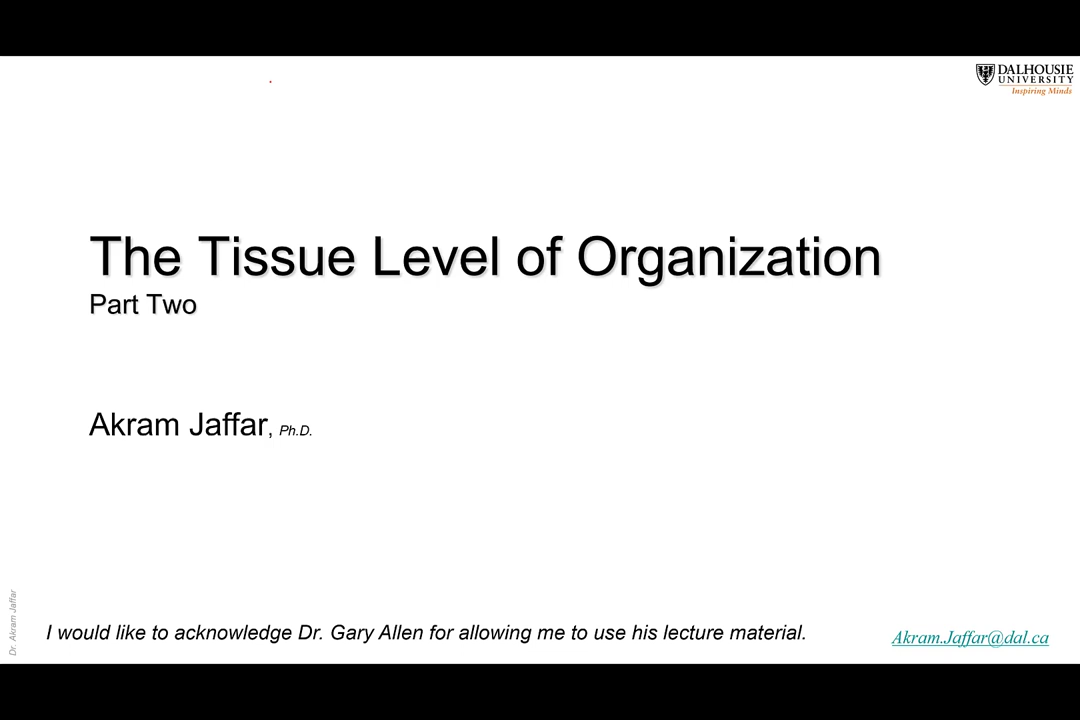 DALHOUSIE
UNIVERSITY
Inspiring Minds
The Tissue Level of Organization
Part Two
Akram Jaffar, Ph.D.
Dr. Akram Jaffar
I would like to acknowledge Dr. Gary Allen for allowing me to use his lecture material.
Akram.Jaffar@dal.ca